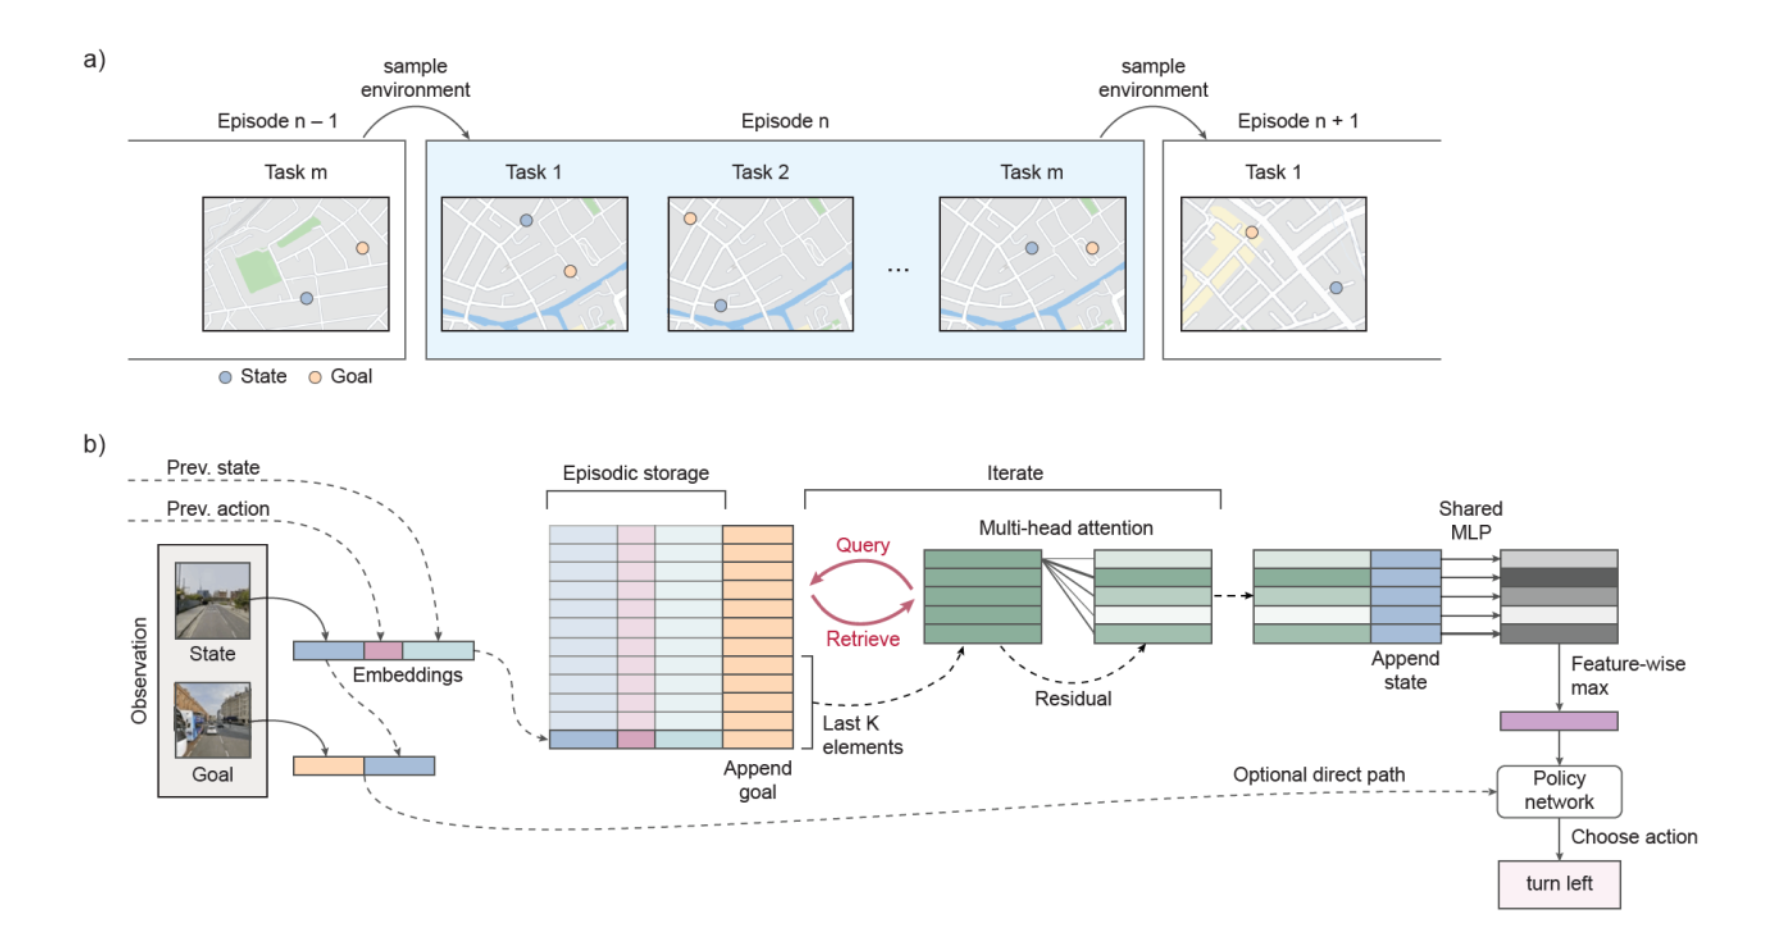 a)
sample
environment
sample
environment
Episode n – 1
Episode n
Episode n + 1
Task m
Task 1
Task 2
Task m
Task 1
...
State
Goal
b)
Prev. state
Prev. action
Observation
State
Goal
Embeddings
Episodic storage
Append
goal
Last K
elements
Iterate
Query
Retrieve
Multi-head attention
Residual
Append
state
Shared
MLP
Feature-wise
max
Optional direct path
Policy
network
Choose action
turn left